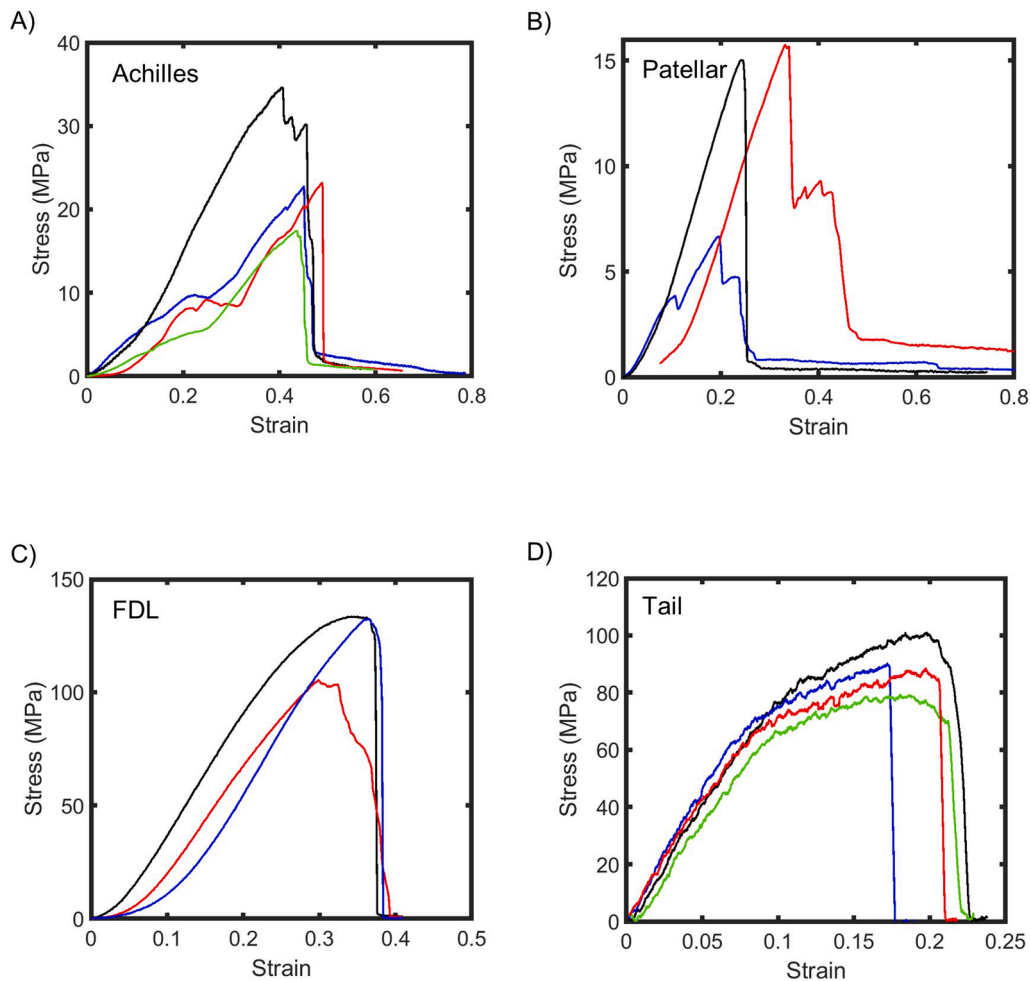 A)
Achilles
Stress (MPa)
40
30
20
10
0
0
0.2
0.4
0.6
0.8
Strain
B)
Patellar
Stress (MPa)
15
10
5
0
0
0.2
0.4
0.6
0.8
Strain
C)
FDL
Stress (MPa)
150
100
50
0
0
0.1
0.2
0.3
0.4
0.5
Strain
D)
Tail
Stress (MPa)
120
100
80
60
40
20
0
0
0.05
0.1
0.15
0.2
0.25
Strain